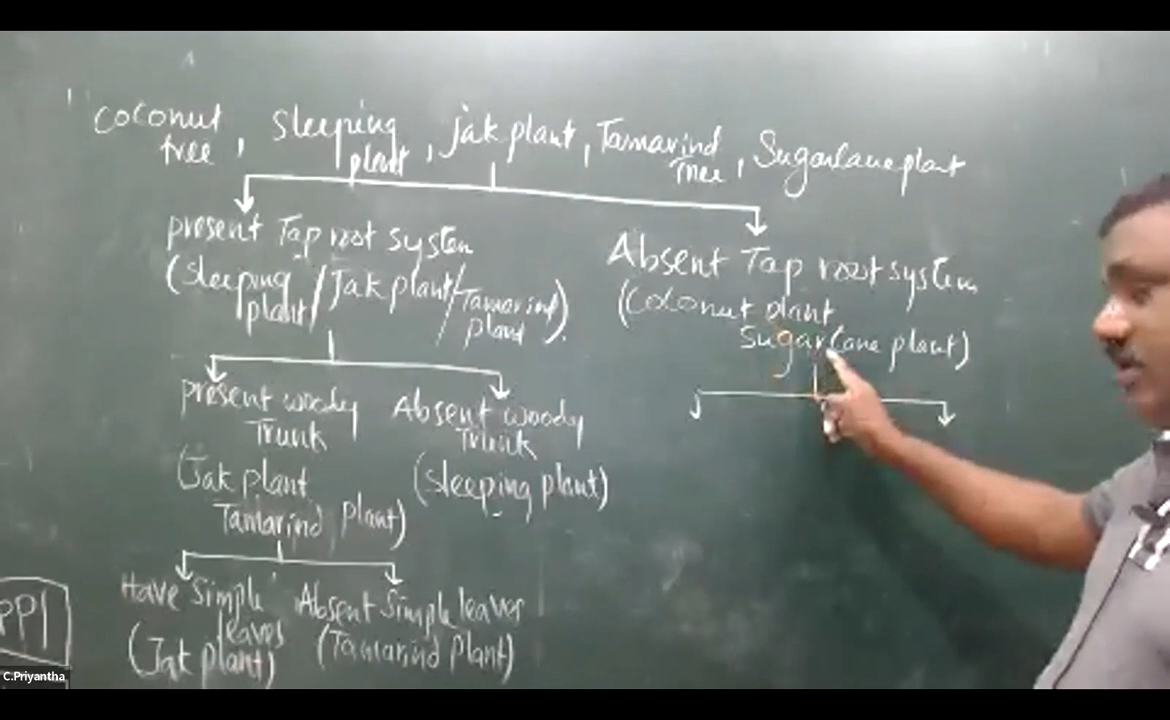 coconut tree, sleeping plant, jak plant, Tamarind Tree, Sugarcane plant
present Tap root system
(sleeping plant/Jak plant/Tamarind plant)
Absent Tap root system
(Coconut plant
Sugarcane plant)
present woody Trunk
(Jak plant
Tamarind plant)
Absent woody Trunk
(sleeping plant)
Have Simple leaves
(Jak plant)
Absent Simple leaves
(Tamarind plant)
PP1
C.Priyantha